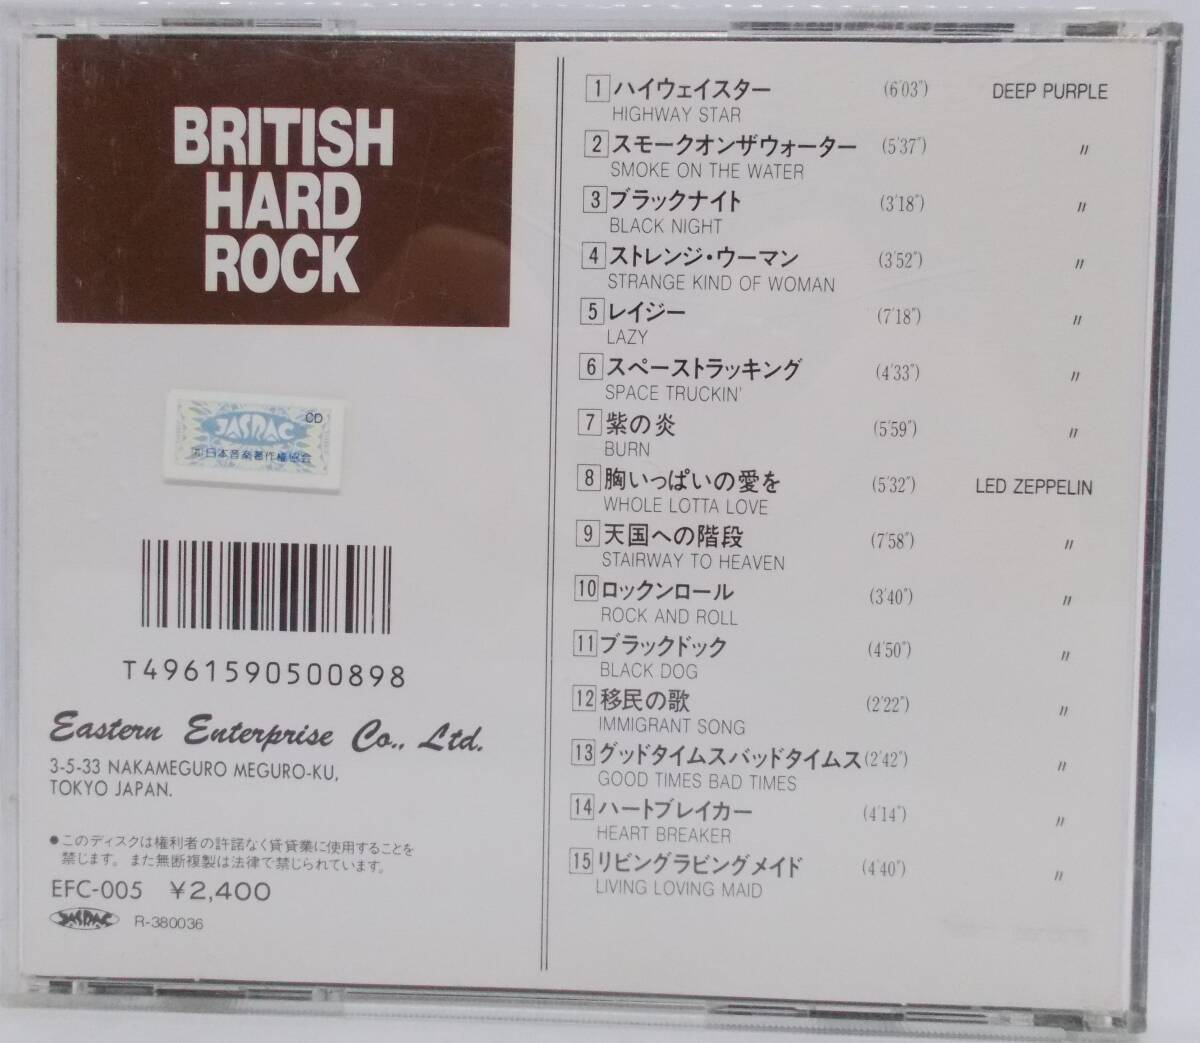 BRITISH
HARD
ROCK
JASRAC CD
㈳日本音楽著作権協会
T4961590500898
Eastern Enterprise Co., Ltd.
3-5-33 NAKAMEGURO MEGURO-KU,
TOKYO JAPAN.
●このディスクは権利者の許諾なく賃貸業に使用することを
禁じます。また無断複製は法律で禁じられています。
EFC-005 ¥2,400
JASRAC R-380036
1 ハイウェイスター (6'03") DEEP PURPLE
HIGHWAY STAR
2 スモークオンザウォーター (5'37") 〃
SMOKE ON THE WATER
3 ブラックナイト (3'18") 〃
BLACK NIGHT
4 ストレンジ・ウーマン (3'52") 〃
STRANGE KIND OF WOMAN
5 レイジー (7'18") 〃
LAZY
6 スペーストラッキング (4'33") 〃
SPACE TRUCKIN'
7 紫の炎 (5'59") 〃
BURN
8 胸いっぱいの愛を (5'32") LED ZEPPELIN
WHOLE LOTTA LOVE
9 天国への階段 (7'58") 〃
STAIRWAY TO HEAVEN
10 ロックンロール (3'40") 〃
ROCK AND ROLL
11 ブラックドック (4'50") 〃
BLACK DOG
12 移民の歌 (2'22") 〃
IMMIGRANT SONG
13 グッドタイムスバッドタイムス (2'42") 〃
GOOD TIMES BAD TIMES
14 ハートブレイカー (4'14") 〃
HEART BREAKER
15 リビングラビングメイド (4'40") 〃
LIVING LOVING MAID